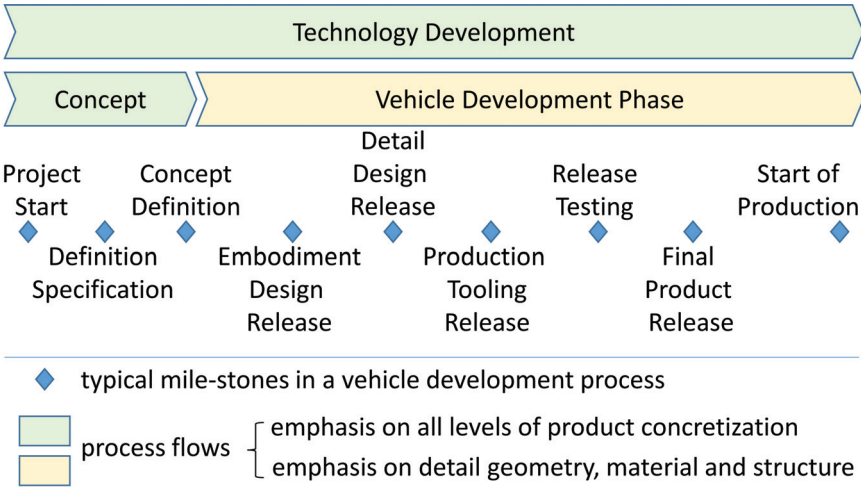 Technology Development
Concept
Vehicle Development Phase
Project
Start
Definition
Specification
Concept
Definition
Embodiment
Design
Release
Detail
Design
Release
Production
Tooling
Release
Release
Testing
Final
Product
Release
Start of
Production
typical mile-stones in a vehicle development process
process flows
emphasis on all levels of product concretization
emphasis on detail geometry, material and structure